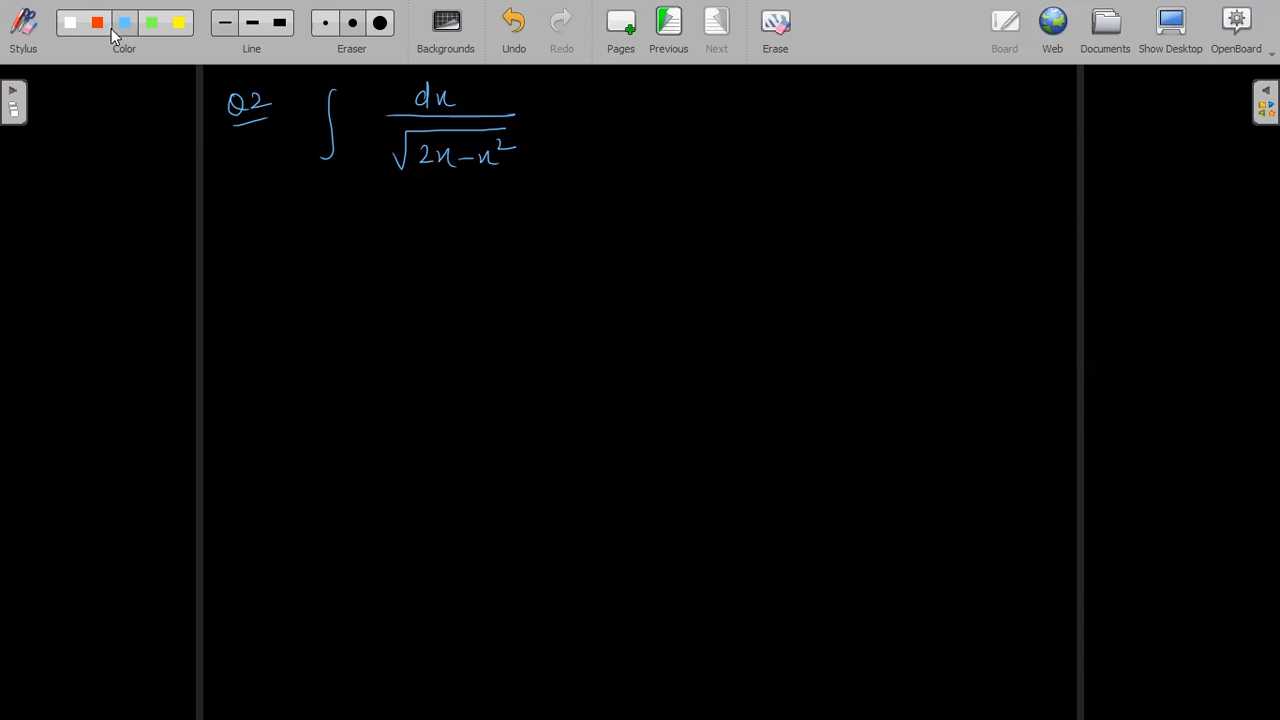 Stylus Color Line Eraser Backgrounds Undo Redo Pages Previous Next Erase Board Web Documents Show Desktop OpenBoard
Q2 ∫ dx / √(2x-x²)